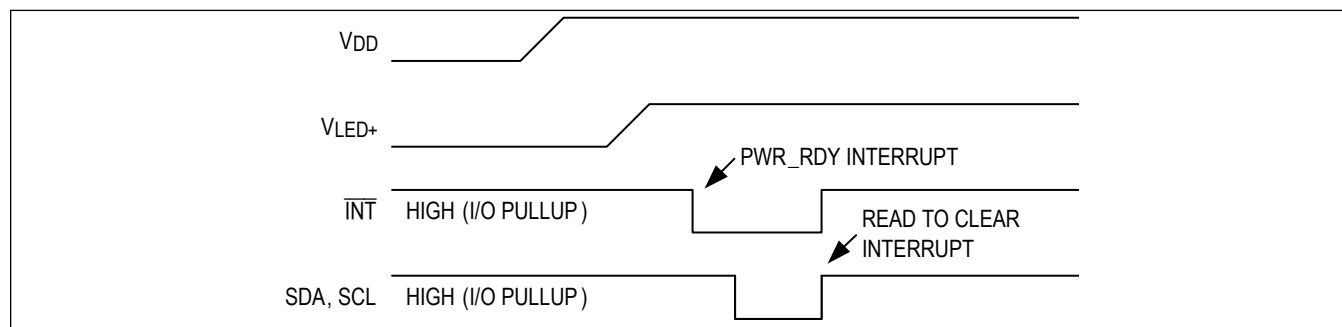 VDD
VLED+
PWR_RDY INTERRUPT
INT HIGH (I/O PULLUP)
READ TO CLEAR
INTERRUPT
SDA, SCL HIGH (I/O PULLUP)